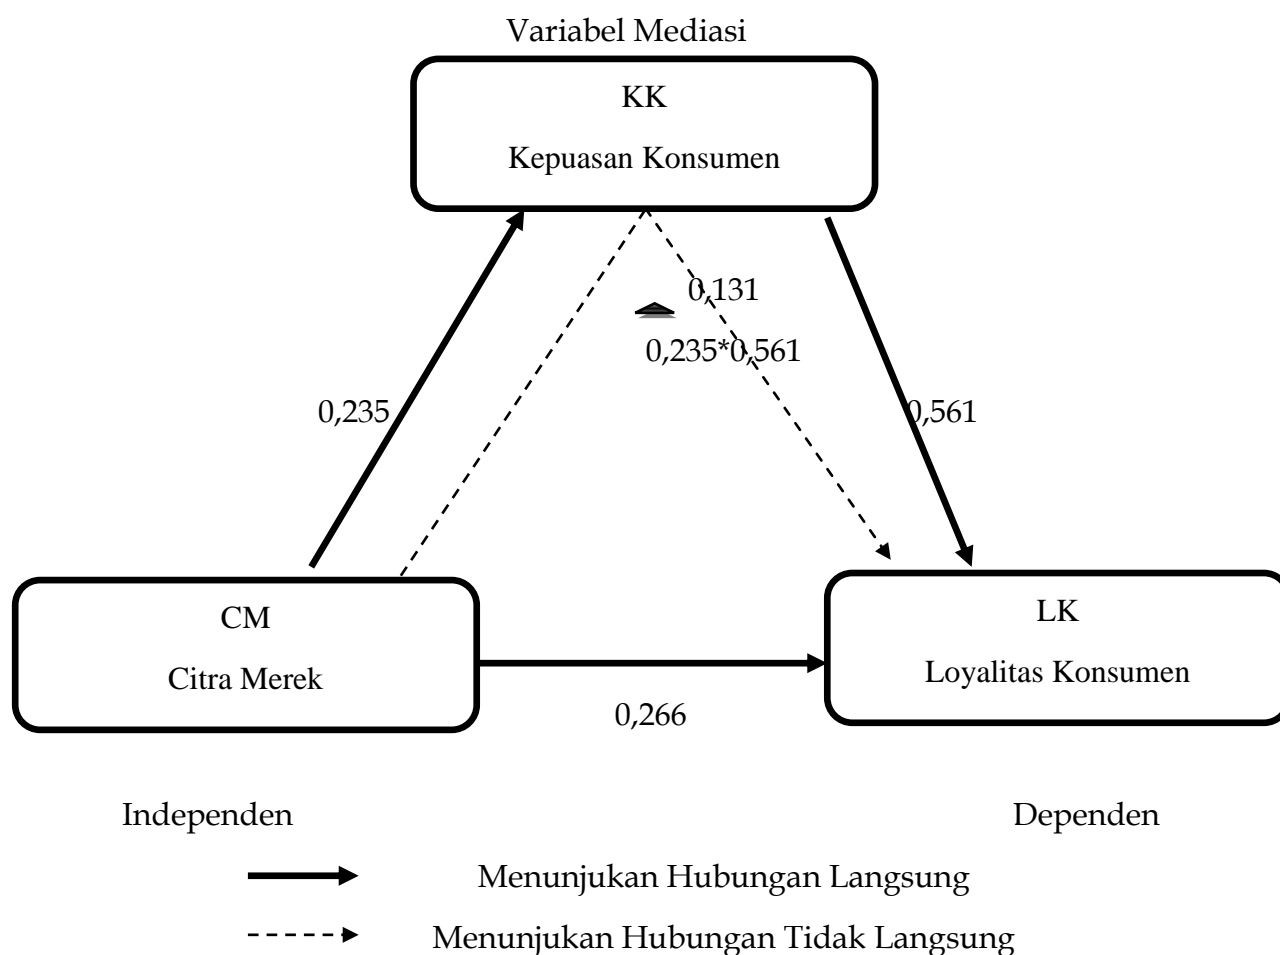 Variabel Mediasi
KK
Kepuasan Konsumen
0,131
0,235*0,561
0,235
0,561
CM
Citra Merek
LK
Loyalitas Konsumen
0,266
Independen
Dependen
Menunjukan Hubungan Langsung
Menunjukan Hubungan Tidak Langsung